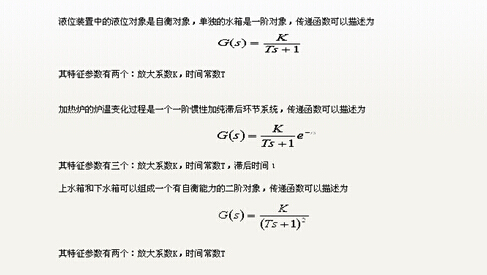 液位装置中的液位对象是自衡对象，单独的水箱是一阶对象，传递函数可以描述为
G(s) = K / (Ts + 1)
其特征参数有两个：放大系数K，时间常数T
加热炉的炉温变化过程是一个一阶惯性加纯滞后环节系统，传递函数可以描述为
G(s) = K / (Ts + 1) e
其特征参数有三个：放大系数K，时间常数T，滞后时间
上水箱和下水箱可以组成一个有自衡能力的二阶对象，传递函数可以描述为
G(s) = K / (Ts + 1)²
其特征参数有两个：放大系数K，时间常数T